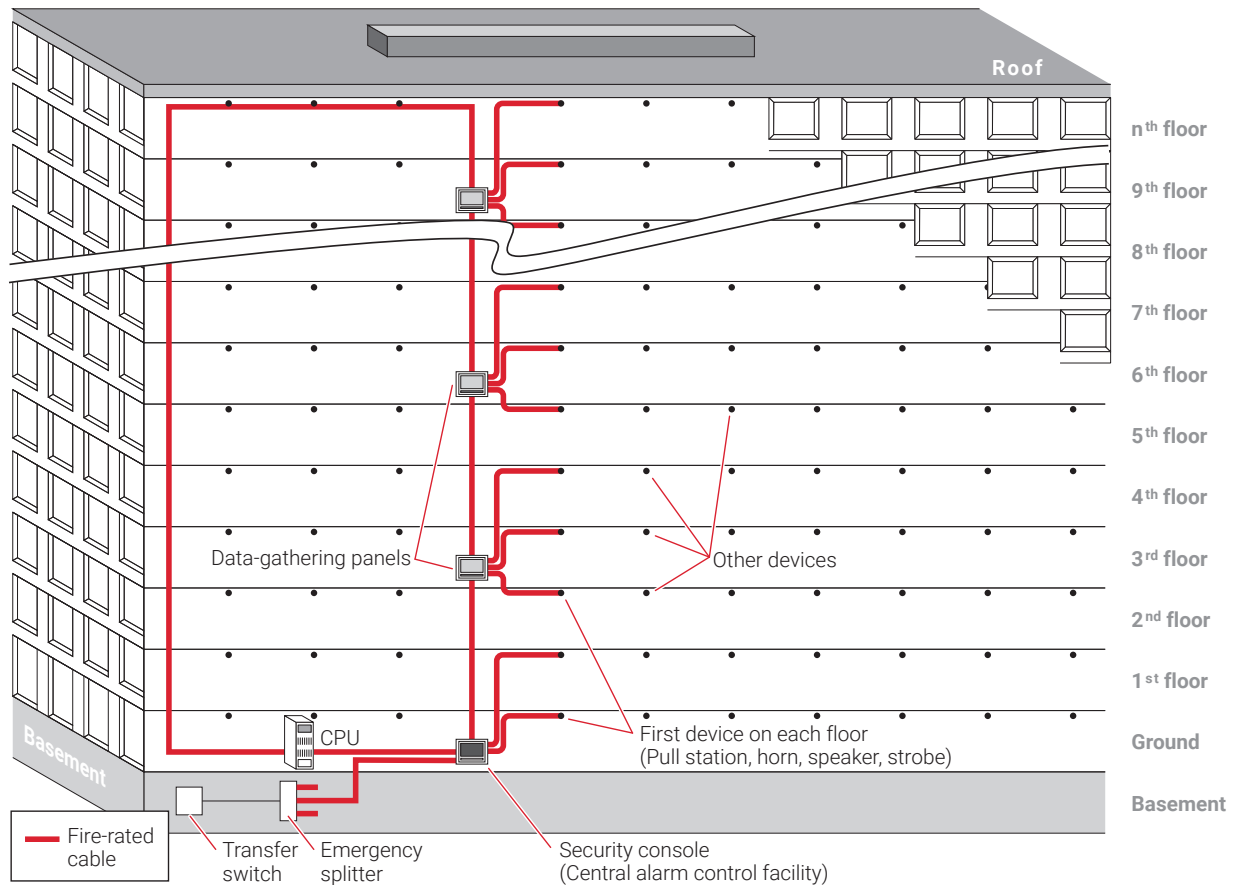 Roof
nᵗʰ floor
9ᵗʰ floor
8ᵗʰ floor
7ᵗʰ floor
6ᵗʰ floor
5ᵗʰ floor
4ᵗʰ floor
Data-gathering panels
Other devices
3ʳᵈ floor
2ⁿᵈ floor
1ˢᵗ floor
CPU
First device on each floor
(Pull station, horn, speaker, strobe)
Ground
Basement
Basement
Fire-rated
cable
Transfer
switch
Emergency
splitter
Security console
(Central alarm control facility)